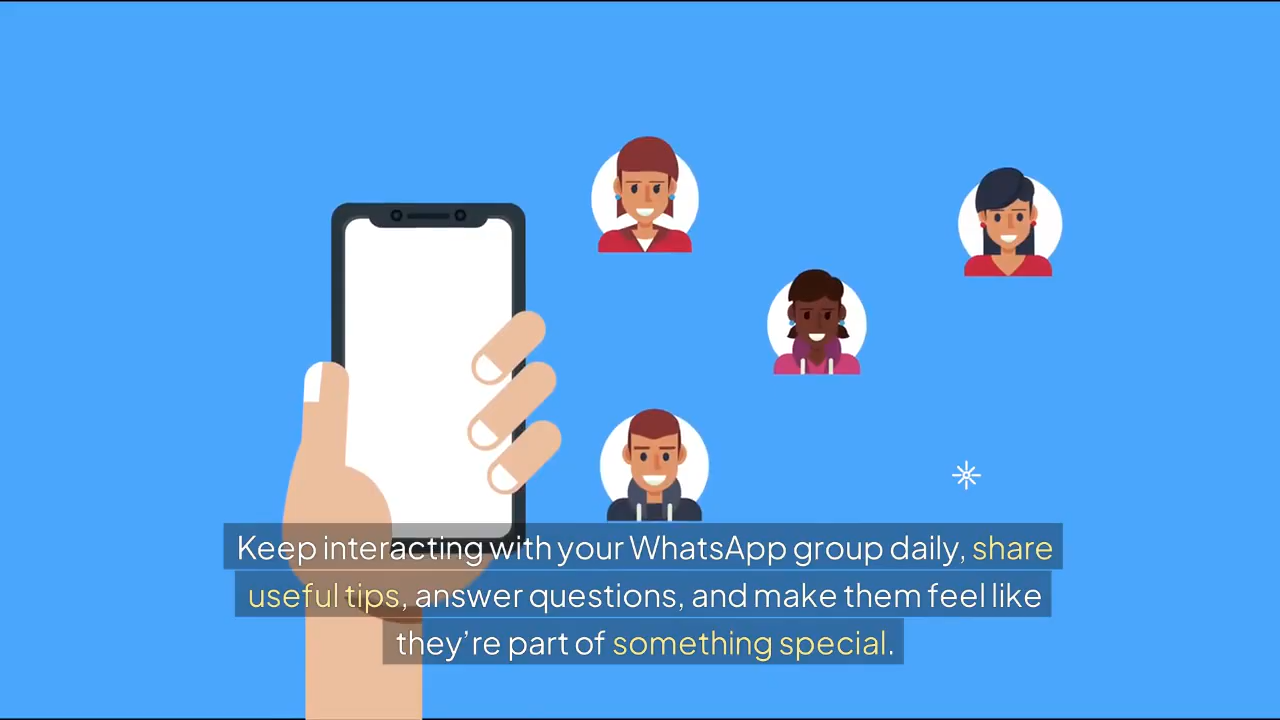 Keep interacting with your WhatsApp group daily, share
useful tips, answer questions, and make them feel like
they’re part of something special.